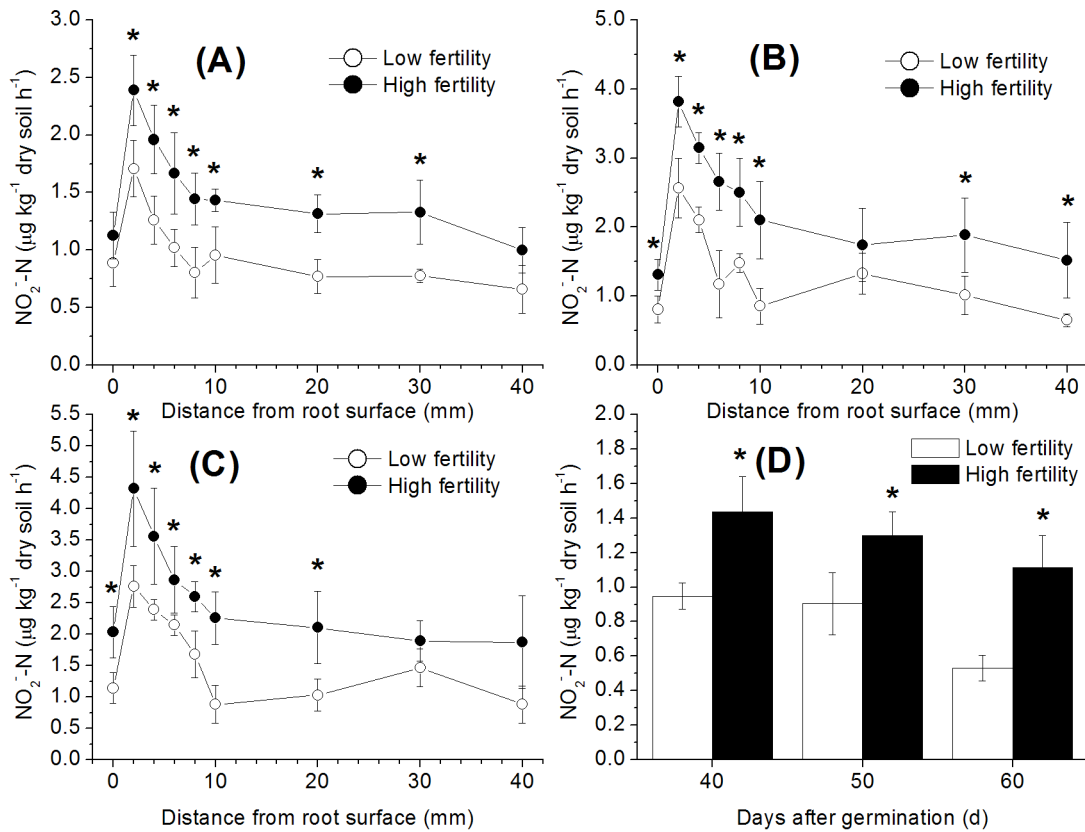 (A)
Low fertility
High fertility
NO₂⁻-N (μg kg⁻¹ dry soil h⁻¹)
3.0
2.5
2.0
1.5
1.0
0.5
0.0
* * * * * * * *
0 10 20 30 40
Distance from root surface (mm)
(B)
Low fertility
High fertility
NO₂⁻-N (μg kg⁻¹ dry soil h⁻¹)
5.0
4.0
3.0
2.0
1.0
0.0
* * * * * * * *
0 10 20 30 40
Distance from root surface (mm)
(C)
Low fertility
High fertility
NO₂⁻-N (μg kg⁻¹ dry soil h⁻¹)
5.5
5.0
4.5
4.0
3.5
3.0
2.5
2.0
1.5
1.0
0.5
0.0
* * * * * * *
0 10 20 30 40
Distance from root surface (mm)
(D)
Low fertility
High fertility
NO₂⁻-N (μg kg⁻¹ dry soil h⁻¹)
2.0
1.8
1.6
1.4
1.2
1.0
0.8
0.6
0.4
0.2
0.0
* * *
40 50 60
Days after germination (d)